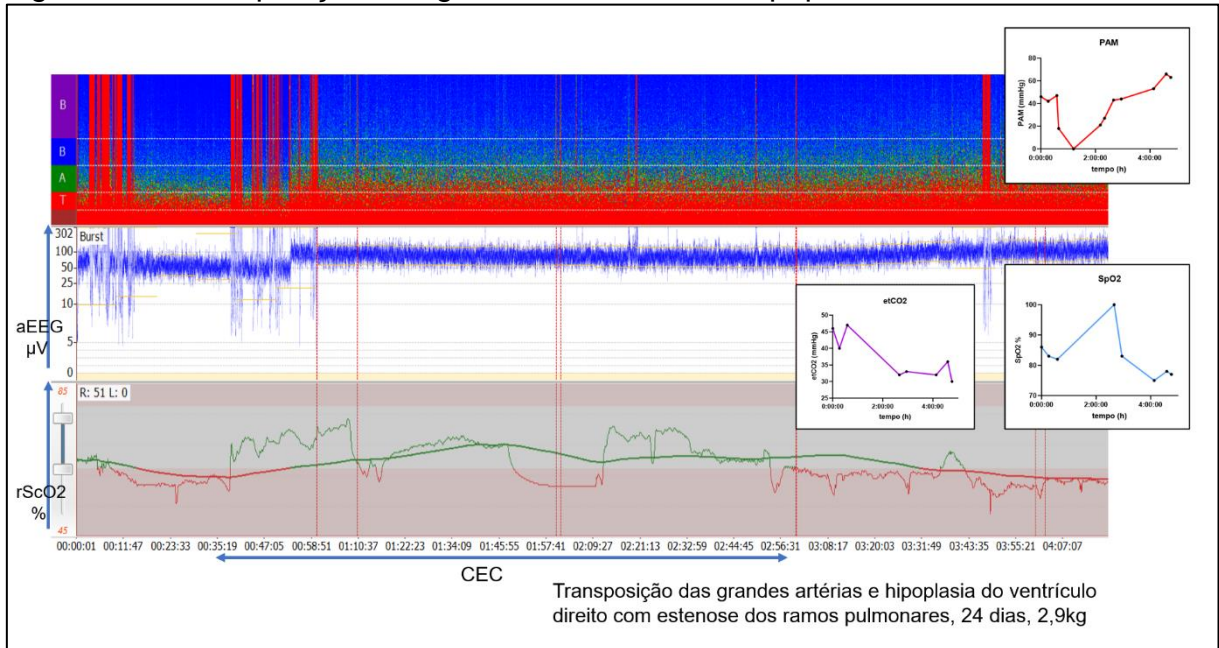 PAM
80
60
40
20
0
PAM (mmHg)
0:00:00 2:00:00 4:00:00
tempo (h)
B
B
A
T
302
100
50
25
10
5
0
Burst
aEEG
µV
etCO2
50
45
40
35
30
25
etCO2 (mmHg)
0:00:00 2:00:00 4:00:00
tempo (h)
SpO2
100
90
80
70
SpO2 %
0:00:00 2:00:00 4:00:00
tempo (h)
85
R: 51 L: 0
rScO2
%
45
00:00:01 00:11:47 00:23:33 00:35:19 00:47:05 00:58:51 01:10:37 01:22:23 01:34:09 01:45:55 01:57:41 02:09:27 02:21:13 02:32:59 02:44:45 02:56:31 03:08:17 03:20:03 03:31:49 03:43:35 03:55:21 04:07:07
CEC
Transposição das grandes artérias e hipoplasia do ventrículo
direito com estenose dos ramos pulmonares, 24 dias, 2,9kg